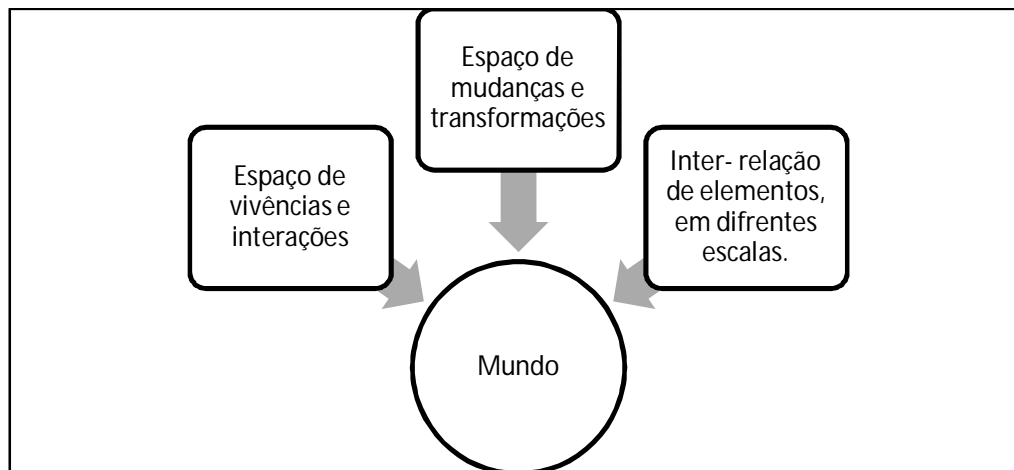 Espaço de
mudanças e
transformações
Espaço de
vivências e
interações
Inter- relação
de elementos,
em difrentes
escalas.
Mundo